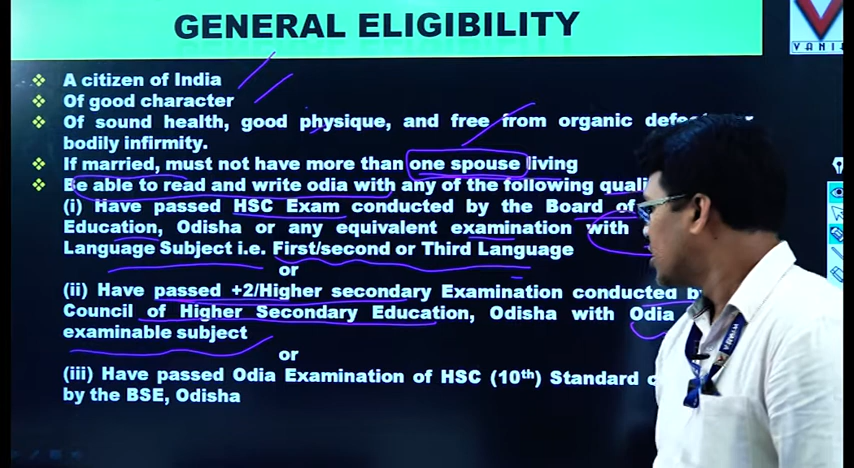 GENERAL ELIGIBILITY
VANI
❖ A citizen of India
❖ Of good character
❖ Of sound health, good physique, and free from organic
bodily infirmity.
❖ If married, must not have more than one spouse living
❖ Be able to read and write odia with any of the following
(i) Have passed HSC Exam conducted by the Board of
Education, Odisha or any equivalent examination with
Language Subject i.e. First/second or Third Language
or
(ii) Have passed +2/Higher secondary Examination conducted
Council of Higher Secondary Education, Odisha with Odia
examinable subject
or
(iii) Have passed Odia Examination of HSC (10th) Standard
by the BSE, Odisha